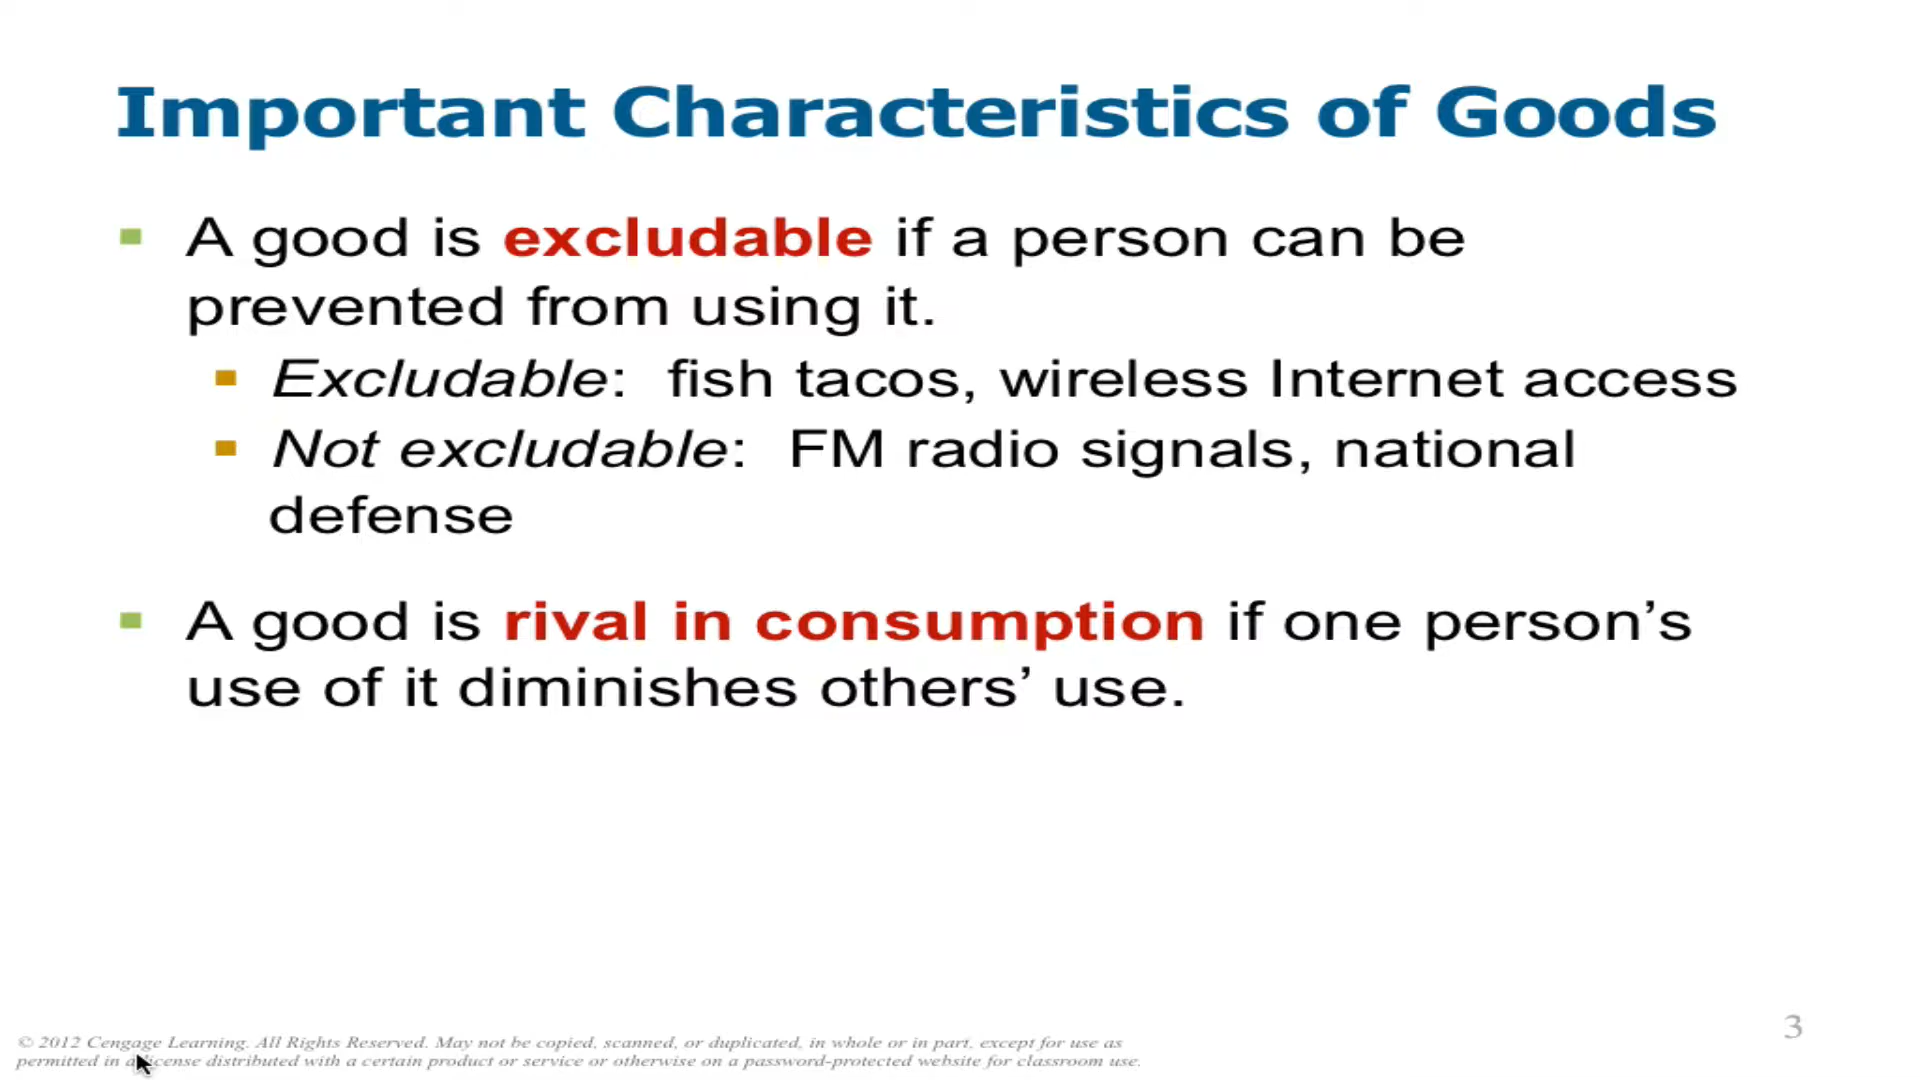 Important Characteristics of Goods
A good is excludable if a person can be
prevented from using it.
Excludable:  fish tacos, wireless Internet access
Not excludable:  FM radio signals, national
defense
A good is rival in consumption if one person’s
use of it diminishes others’ use.
3
© 2012 Cengage Learning. All Rights Reserved. May not be copied, scanned, or duplicated, in whole or in part, except for use as
permitted in a license distributed with a certain product or service or otherwise on a password-protected website for classroom use.